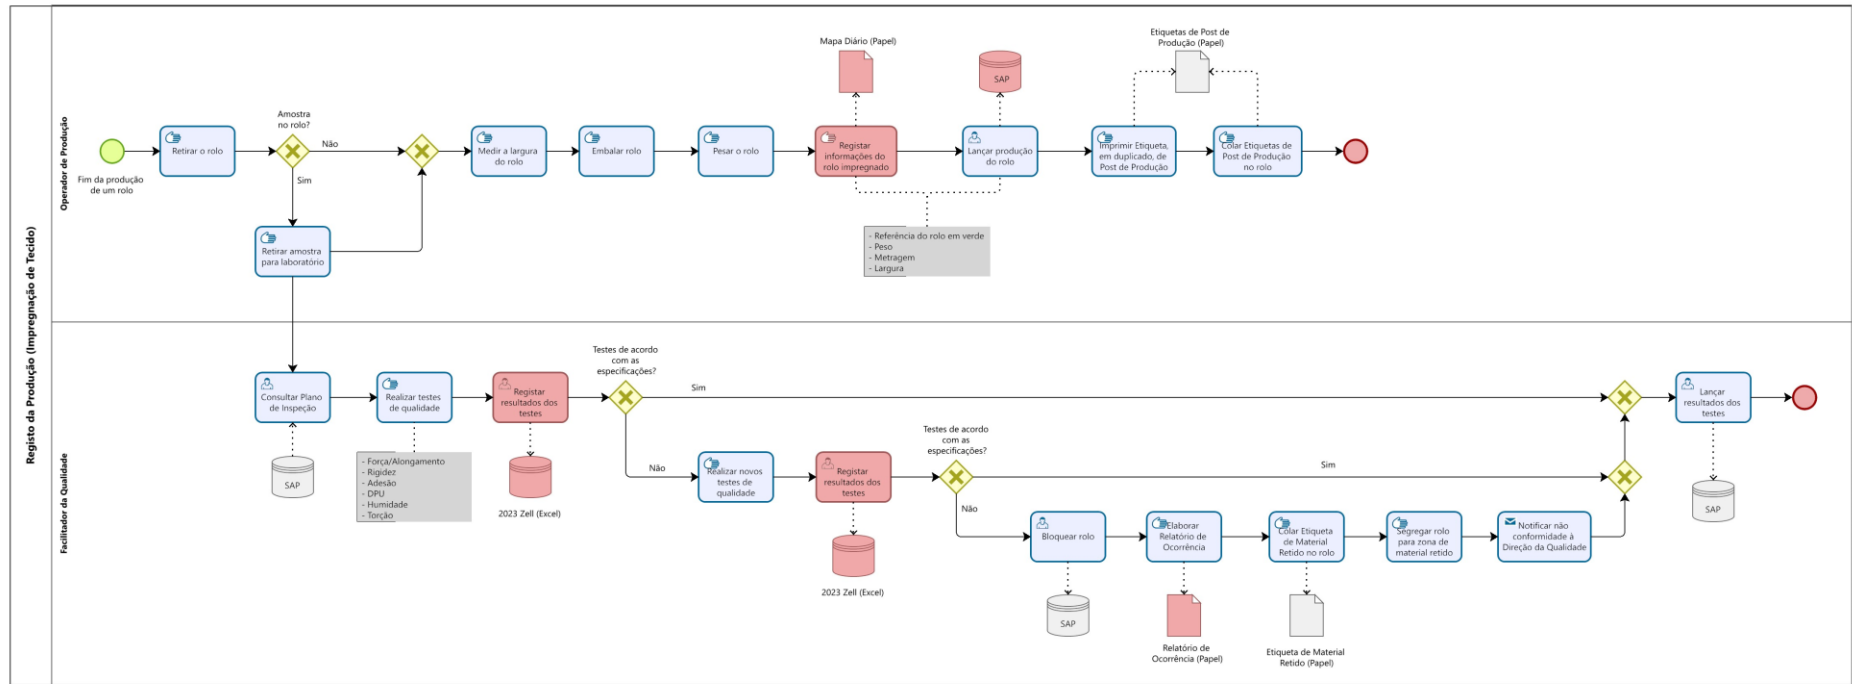 Registo da Produção (Impregnação de Tecido)
Operador de Produção
Fim da produção
de um rolo
Retirar o rolo
Amostra
no rolo?
Não
Sim
Retirar amostra
para laboratório
Medir a largura
do rolo
Embalar rolo
Pesar o rolo
Mapa Diário (Papel)
Registar
informações do
rolo impregnado
SAP
Lançar produção
do rolo
- Referência do rolo em verde
- Peso
- Metragem
- Largura
Etiquetas de Post de
Produção (Papel)
Imprimir Etiqueta,
em duplicado, de
Post de Produção
Colar Etiquetas de
Post de Produção
no rolo
Facilitador da Qualidade
Consultar Plano
de Inspeção
SAP
Realizar testes
de qualidade
- Força/Alongamento
- Rigidez
- Adesão
- DPU
- Humidade
- Torção
Registar
resultados dos
testes
2023 Zell (Excel)
Testes de acordo
com as
especificações?
Sim
Não
Realizar novos
testes de
qualidade
Registar
resultados dos
testes
2023 Zell (Excel)
Testes de acordo
com as
especificações?
Sim
Não
Bloquear rolo
SAP
Elaborar
Relatório de
Ocorrência
Relatório de
Ocorrência (Papel)
Colar Etiqueta
de Material
Retido no rolo
Etiqueta de Material
Retido (Papel)
Segregar rolo
para zona de
material retido
Notificar não
conformidade à
Direção da Qualidade
Lançar
resultados dos
testes
SAP